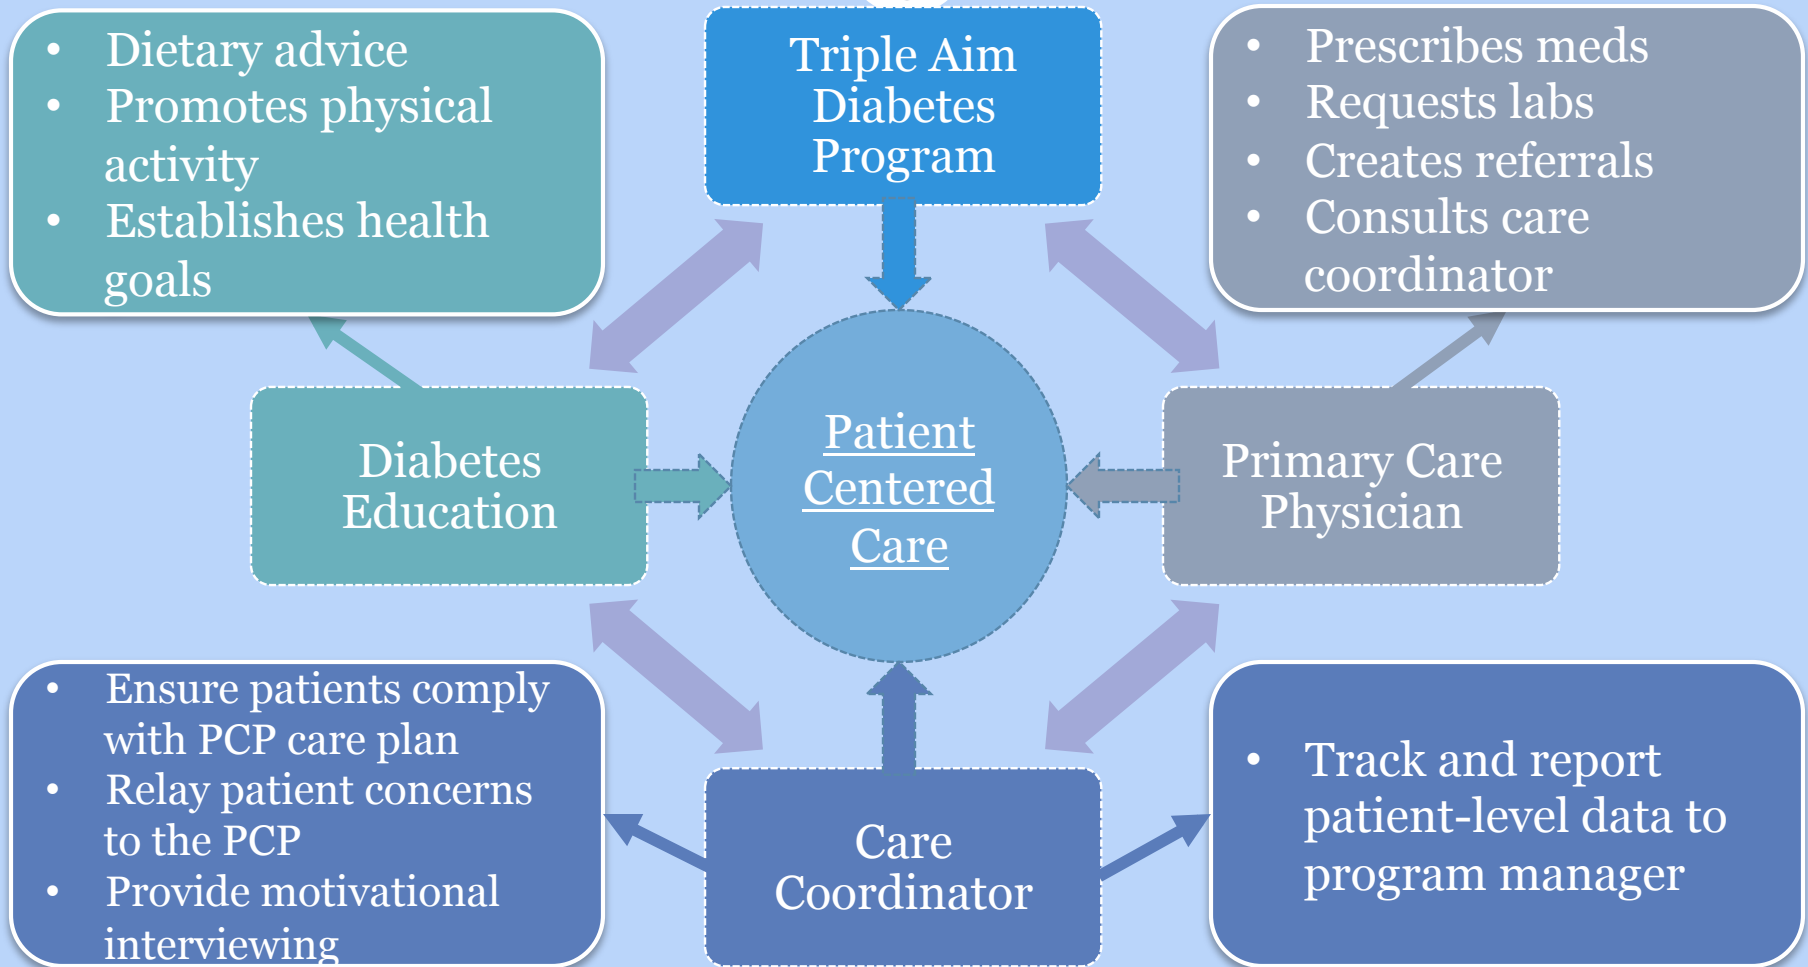 • Dietary advice
• Promotes physical
activity
• Establishes health
goals
Triple Aim
Diabetes
Program
• Prescribes meds
• Requests labs
• Creates referrals
• Consults care
coordinator
Diabetes
Education
Patient
Centered
Care
Primary Care
Physician
• Ensure patients comply
with PCP care plan
• Relay patient concerns
to the PCP
• Provide motivational
interviewing
Care
Coordinator
• Track and report
patient-level data to
program manager